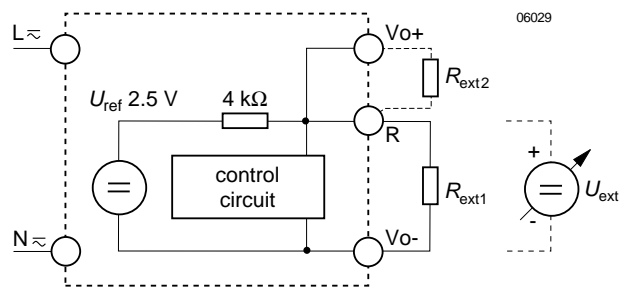 06029
L≂
Vo+
Rext2
Uref 2.5 V
4 kΩ
R
+
control
circuit
Rext1
Uext
-
N≂
Vo-